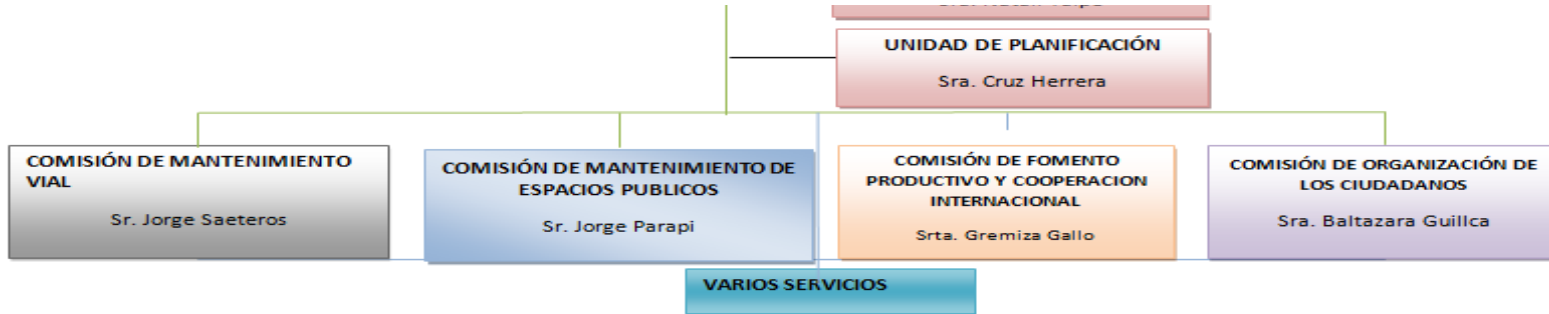 UNIDAD DE PLANIFICACIÓN
Sra. Cruz Herrera
COMISIÓN DE MANTENIMIENTO
VIAL
Sr. Jorge Saeteros
COMISIÓN DE MANTENIMIENTO DE
ESPACIOS PUBLICOS
Sr. Jorge Parapi
COMISIÓN DE FOMENTO
PRODUCTIVO Y COOPERACION
INTERNACIONAL
Srta. Gremiza Gallo
COMISIÓN DE ORGANIZACIÓN DE
LOS CIUDADANOS
Sra. Baltazara Guillca
VARIOS SERVICIOS